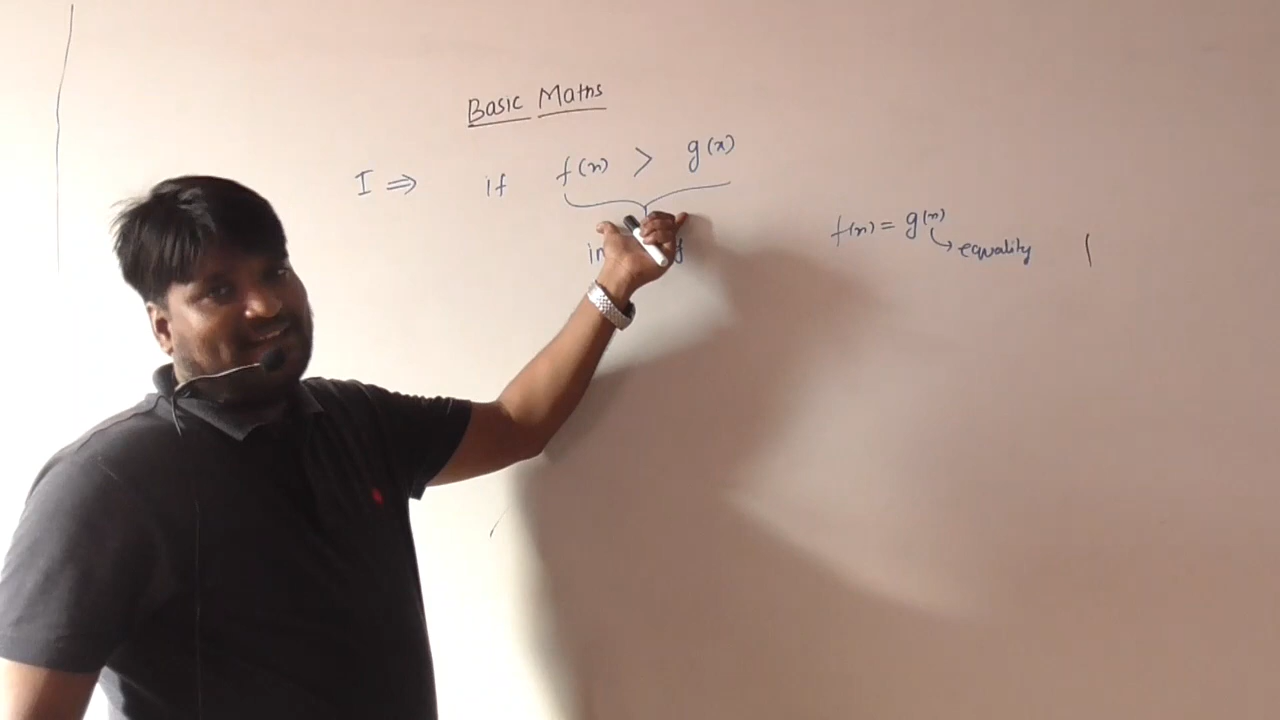 Basic Maths
I ⇒ if f(x) > g(x)
f(x) = g(x)
→ equality